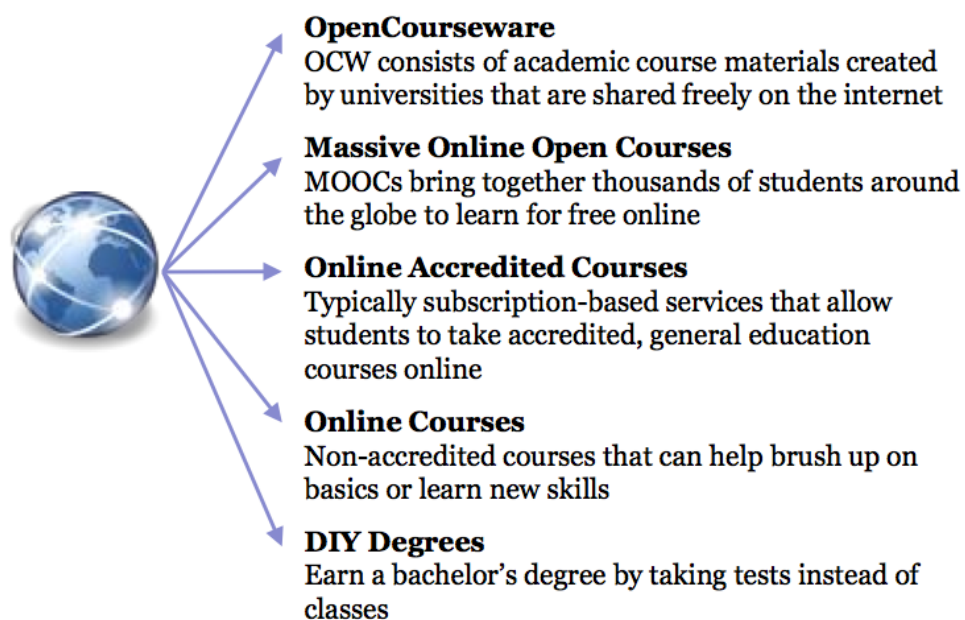 OpenCourseware
OCW consists of academic course materials created
by universities that are shared freely on the internet
Massive Online Open Courses
MOOCs bring together thousands of students around
the globe to learn for free online
Online Accredited Courses
Typically subscription-based services that allow
students to take accredited, general education
courses online
Online Courses
Non-accredited courses that can help brush up on
basics or learn new skills
DIY Degrees
Earn a bachelor’s degree by taking tests instead of
classes